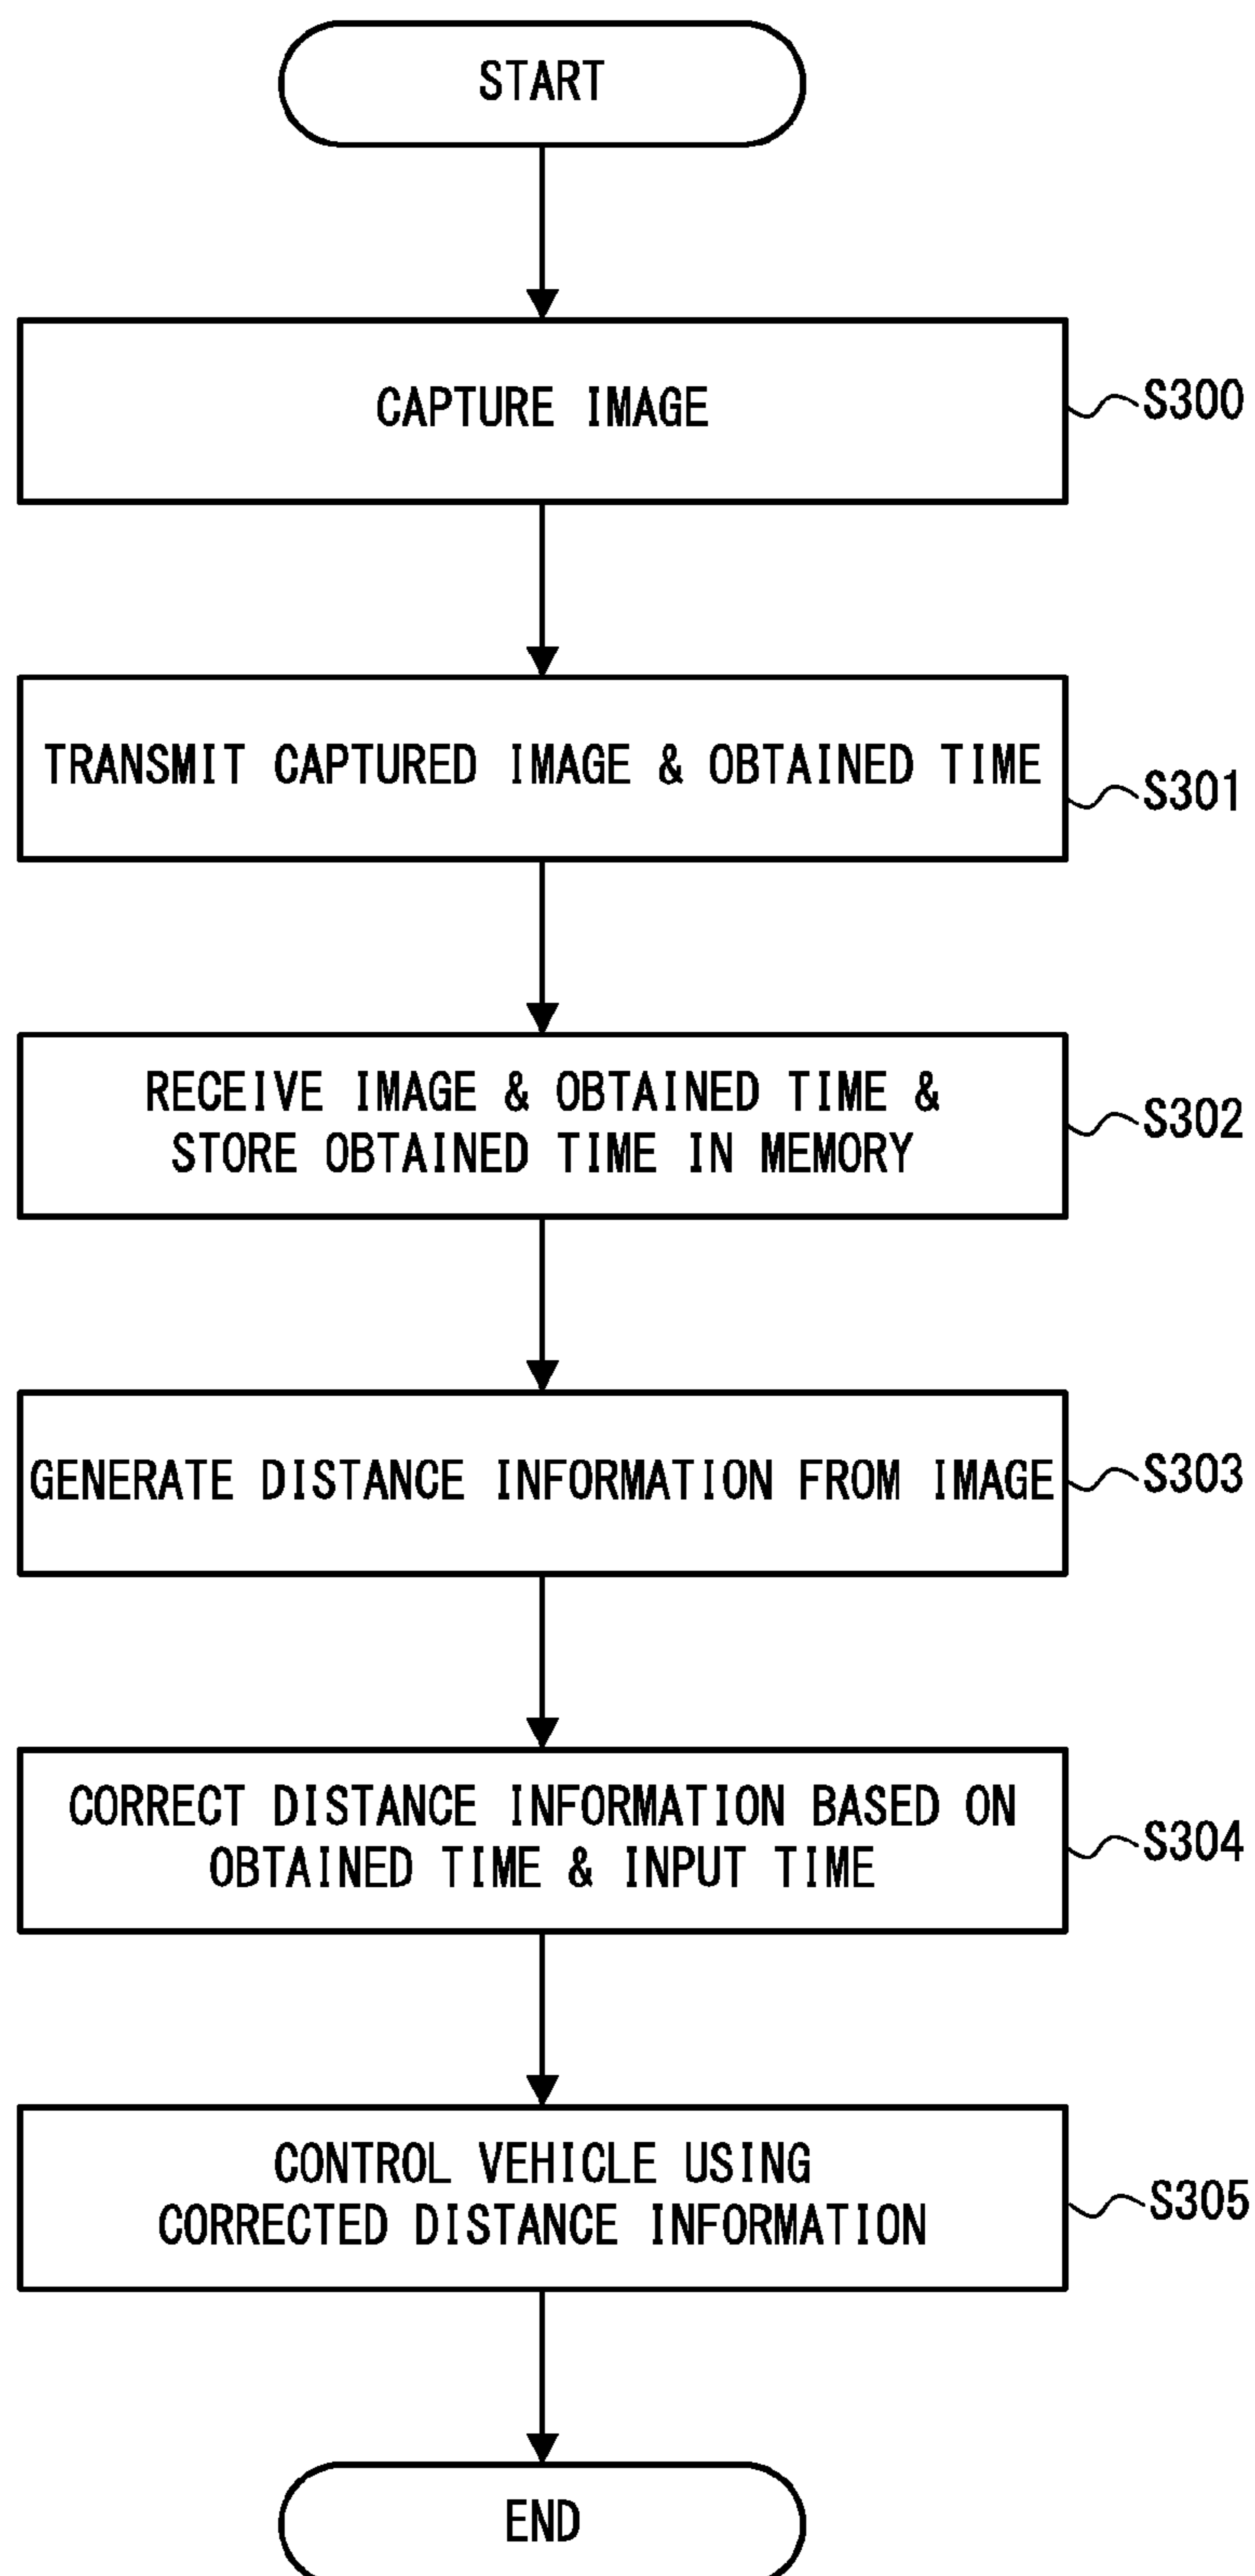 START
CAPTURE IMAGE
S300
TRANSMIT CAPTURED IMAGE & OBTAINED TIME
S301
RECEIVE IMAGE & OBTAINED TIME &
STORE OBTAINED TIME IN MEMORY
S302
GENERATE DISTANCE INFORMATION FROM IMAGE
S303
CORRECT DISTANCE INFORMATION BASED ON
OBTAINED TIME & INPUT TIME
S304
CONTROL VEHICLE USING
CORRECTED DISTANCE INFORMATION
S305
END